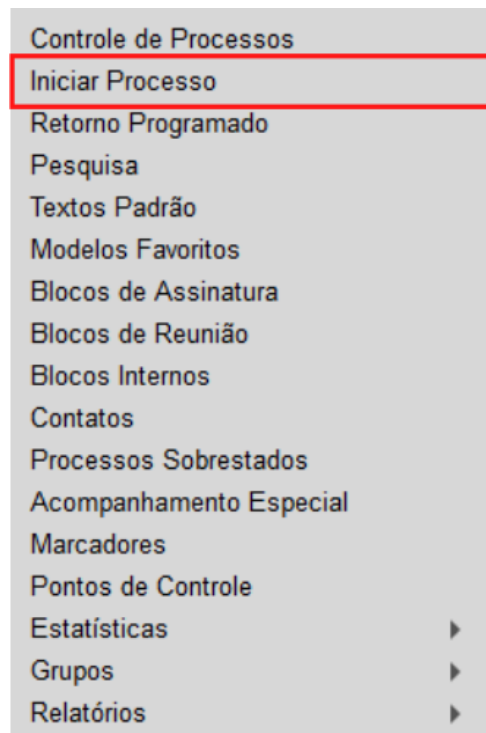 Controle de Processos
Iniciar Processo
Retorno Programado
Pesquisa
Textos Padrão
Modelos Favoritos
Blocos de Assinatura
Blocos de Reunião
Blocos Internos
Contatos
Processos Sobrestados
Acompanhamento Especial
Marcadores
Pontos de Controle
Estatísticas
Grupos
Relatórios